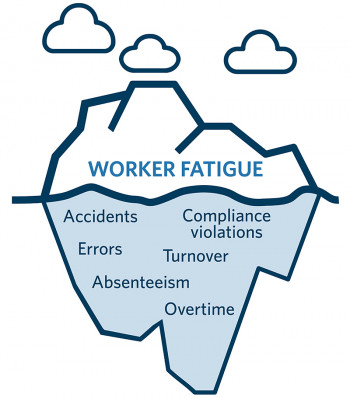 WORKER FATIGUE
Accidents
Compliance
violations
Errors
Turnover
Absenteeism
Overtime